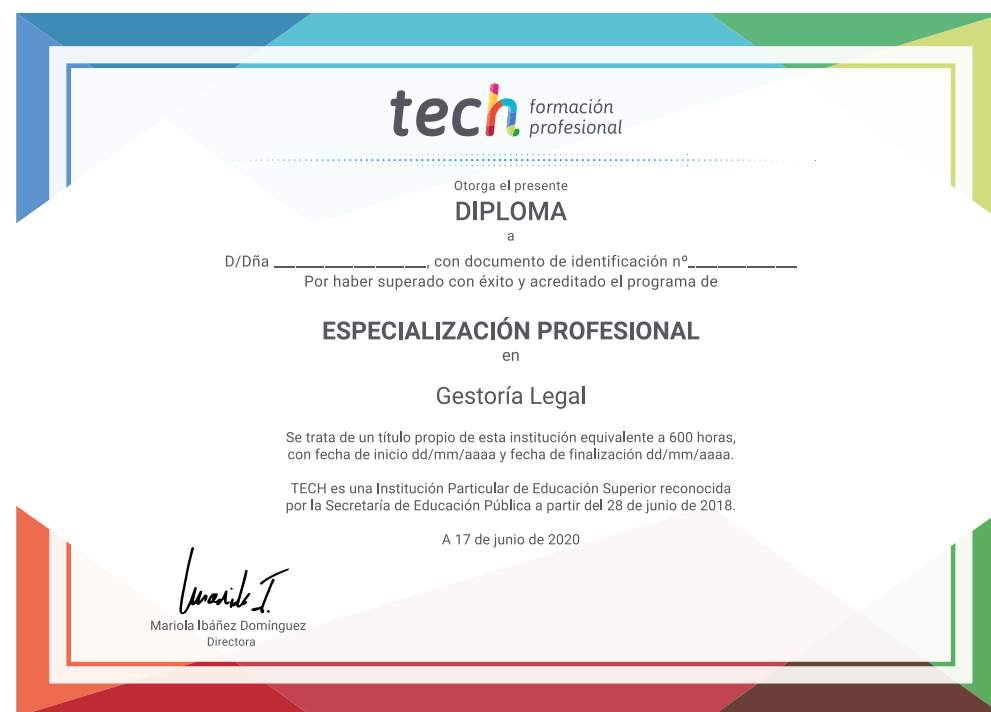 tech formación
profesional
Otorga el presente
DIPLOMA
a
D/Dña ____________________, con documento de identificación nº______________
Por haber superado con éxito y acreditado el programa de
ESPECIALIZACIÓN PROFESIONAL
en
Gestoría Legal
Se trata de un título propio de esta institución equivalente a 600 horas,
con fecha de inicio dd/mm/aaaa y fecha de finalización dd/mm/aaaa.
TECH es una Institución Particular de Educación Superior reconocida
por la Secretaría de Educación Pública a partir del 28 de junio de 2018.
A 17 de junio de 2020
Mariola I.
Mariola Ibáñez Domínguez
Directora